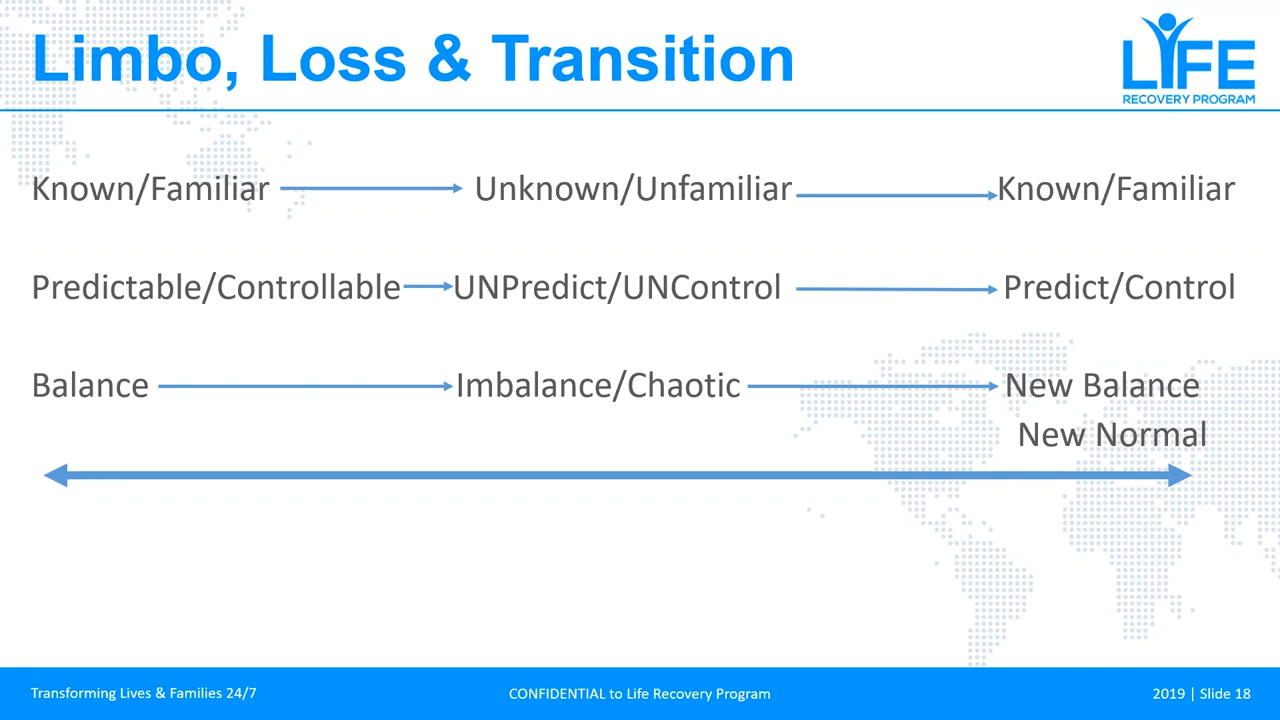 Limbo, Loss & Transition
LIFE
RECOVERY PROGRAM
Known/Familiar Unknown/Unfamiliar Known/Familiar
Predictable/Controllable UNPredict/UNControl Predict/Control
Balance Imbalance/Chaotic New Balance
New Normal
Transforming Lives & Families 24/7 CONFIDENTIAL to Life Recovery Program 2019 | Slide 18